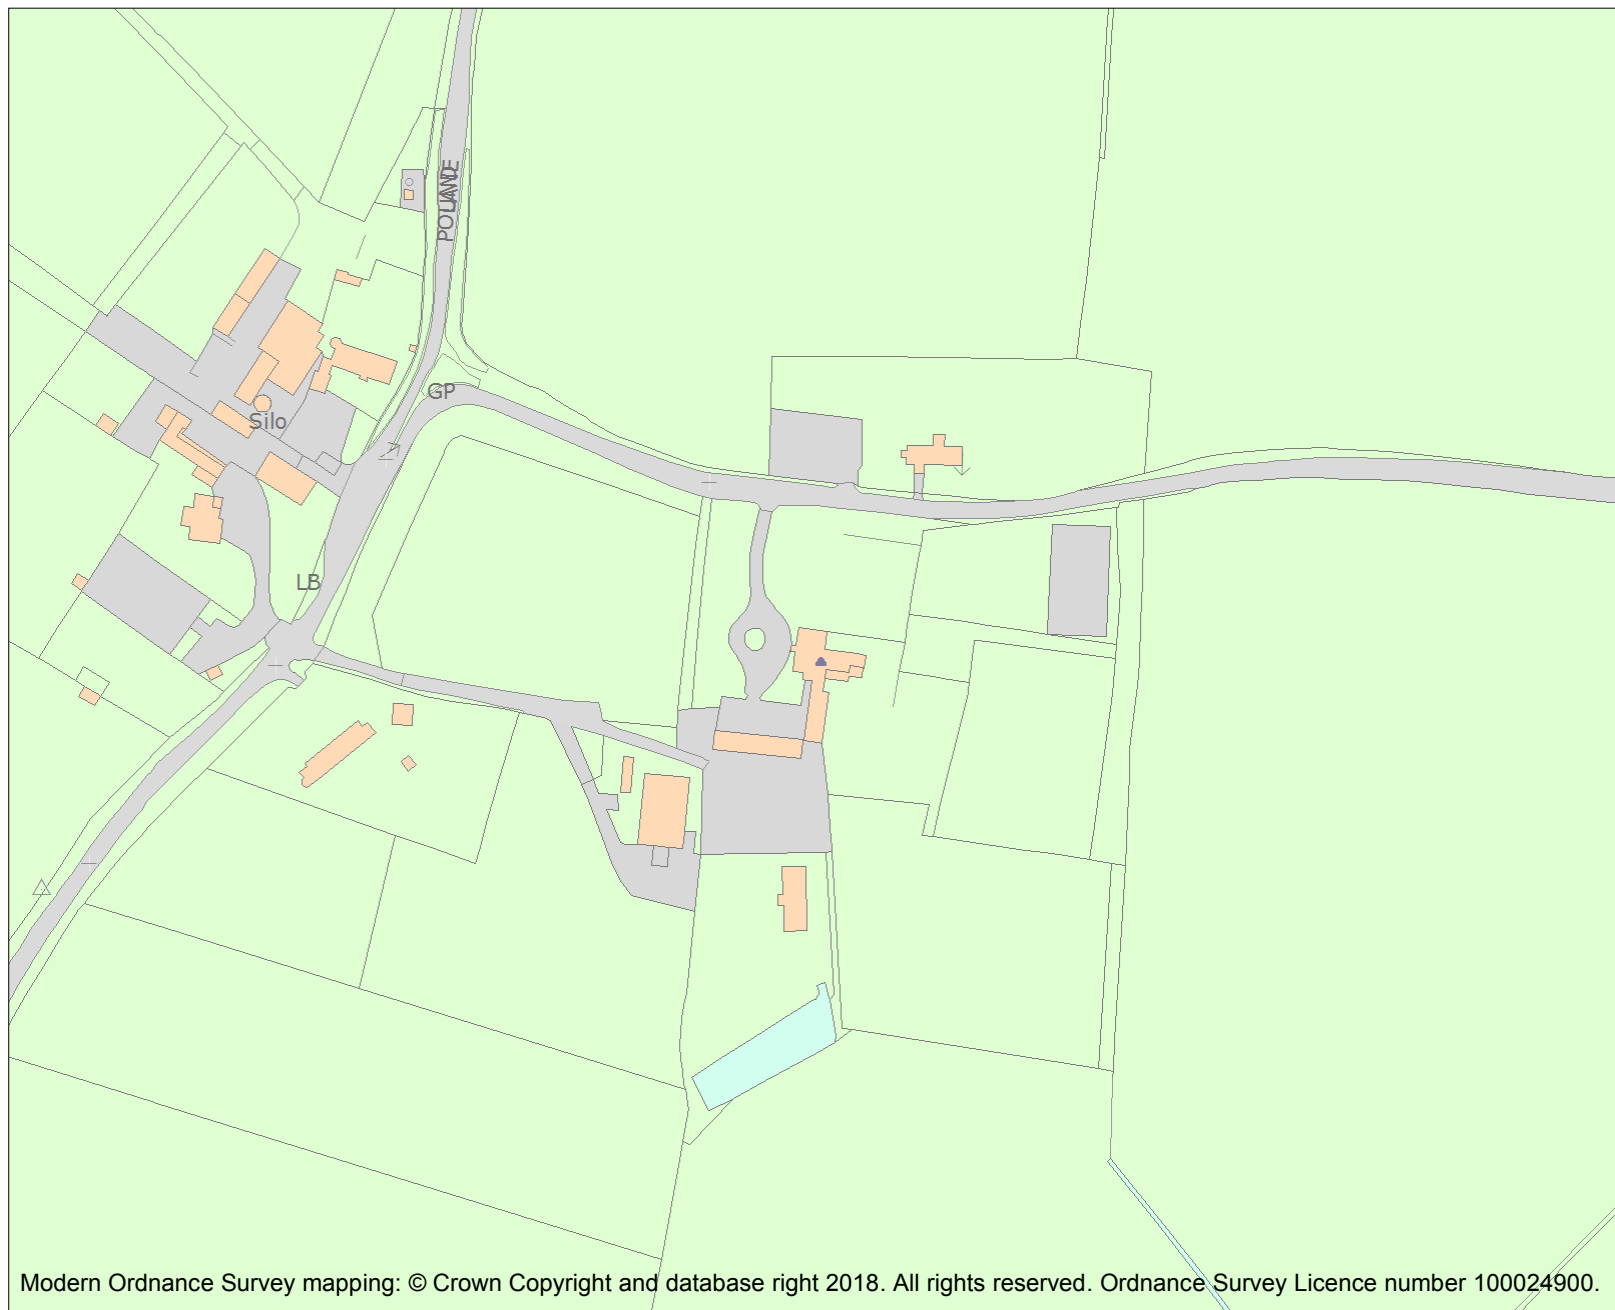 GP
Silo
LB
Modern Ordnance Survey mapping: © Crown Copyright and database right 2018. All rights reserved. Ordnance Survey Licence number 100024900.